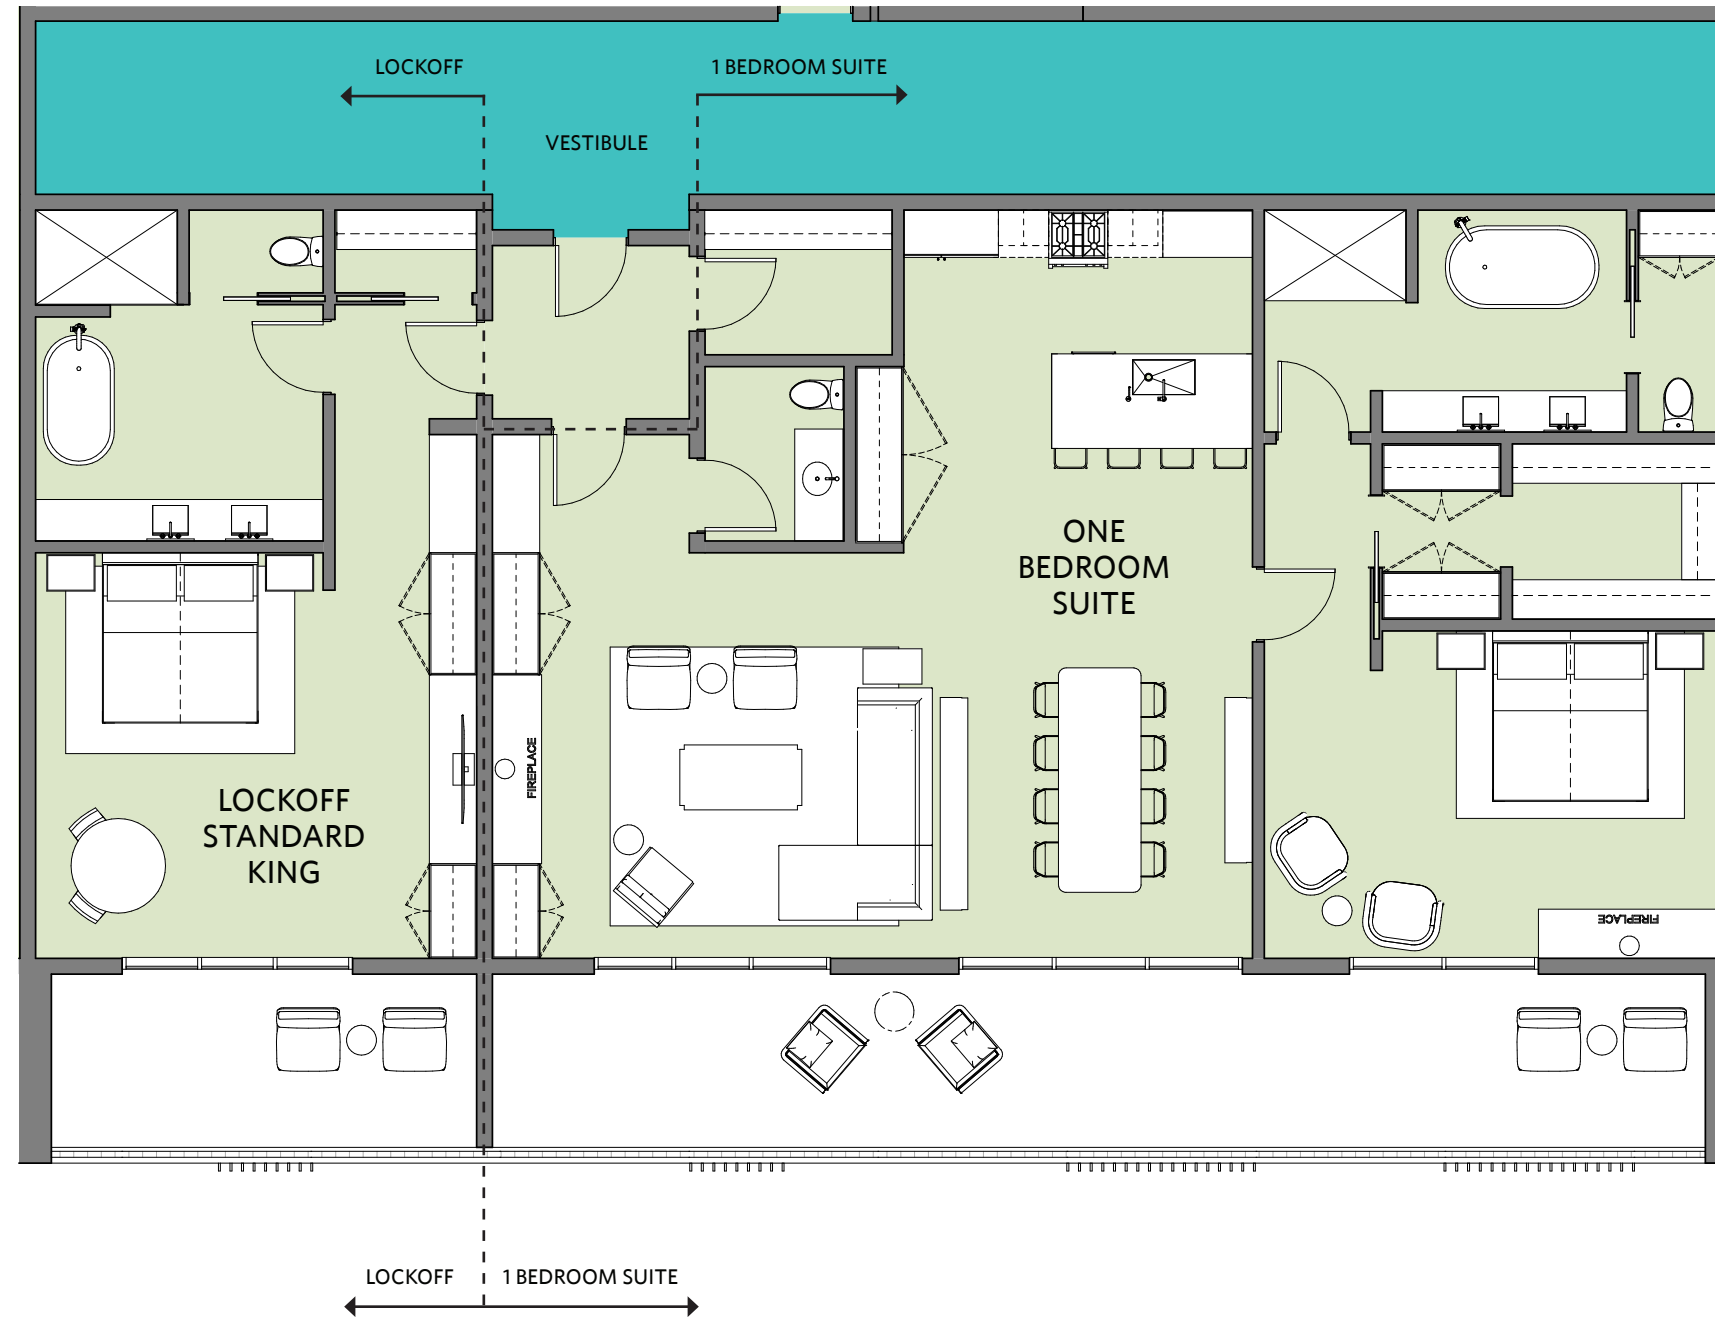 LOCKOFF
1 BEDROOM SUITE
VESTIBULE
ONE
BEDROOM
SUITE
FIREPLACE
LOCKOFF
STANDARD
KING
FIREPLACE
LOCKOFF
1 BEDROOM SUITE